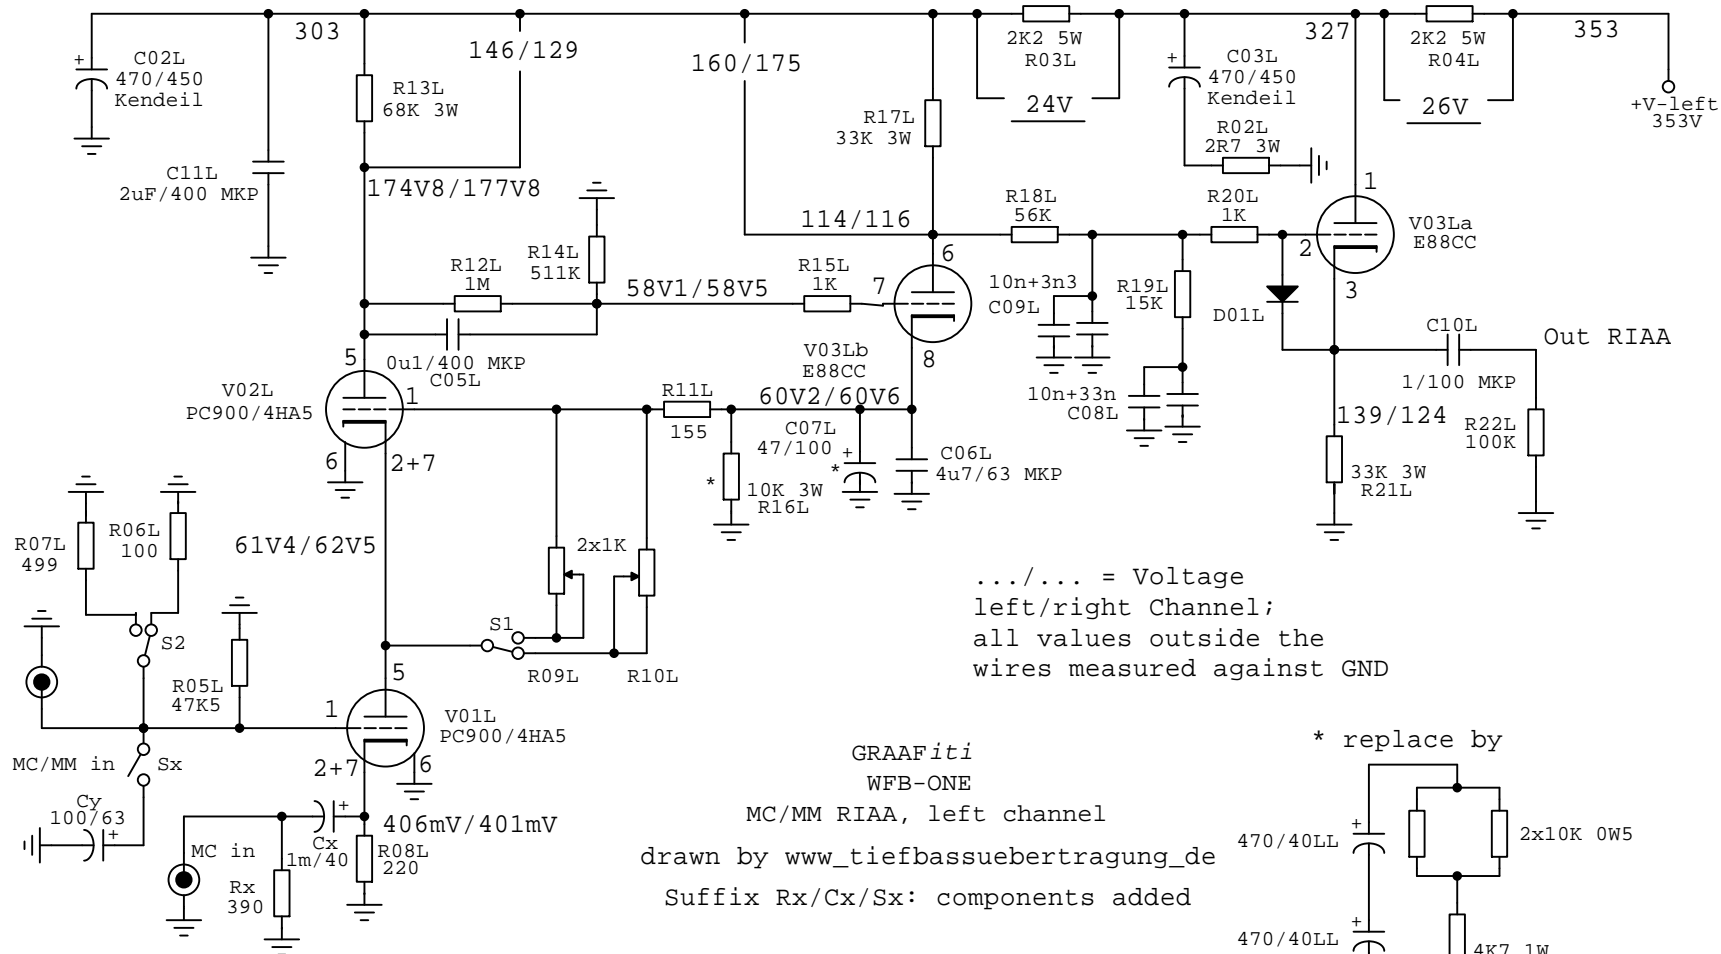 303
146/129
160/175
2K2 5W
R03L
24V
327
2K2 5W
R04L
26V
353
+V-left
353V
C02L
470/450
Kendeil
+
R13L
68K 3W
C11L
2uF/400 MKP
174V8/177V8
R17L
33K 3W
+
C03L
470/450
Kendeil
R02L
2R7 3W
114/116
R18L
56K
R20L
1K
1
2
3
V03La
E88CC
R12L
1M
R14L
511K
58V1/58V5
R15L
1K
7
6
8
10n+3n3
C09L
R19L
15K
D01L
C10L
Out RIAA
1/100 MKP
0u1/400 MKP
C05L
V03Lb
E88CC
5
V02L
PC900/4HA5
1
6
2+7
R11L
155
60V2/60V6
C07L
47/100
+
*
*
10K 3W
R16L
C06L
4u7/63 MKP
10n+33n
C08L
139/124
R22L
100K
33K 3W
R21L
R07L
499
R06L
100
61V4/62V5
2x1K
S2
S1
R09L
R10L
R05L
47K5
5
1
V01L
PC900/4HA5
6
2+7
MC/MM in
Sx
Cy
100/63
+
MC in
Rx
390
+
Cx
1m/40
406mV/401mV
R08L
220
.../... = Voltage
left/right Channel;
all values outside the
wires measured against GND
GRAAFiti
WFB-ONE
MC/MM RIAA, left channel
drawn by www_tiefbassuebertragung_de
Suffix Rx/Cx/Sx: components added
* replace by
+
470/40LL
2x10K 0W5
+
470/40LL
4K7 1W